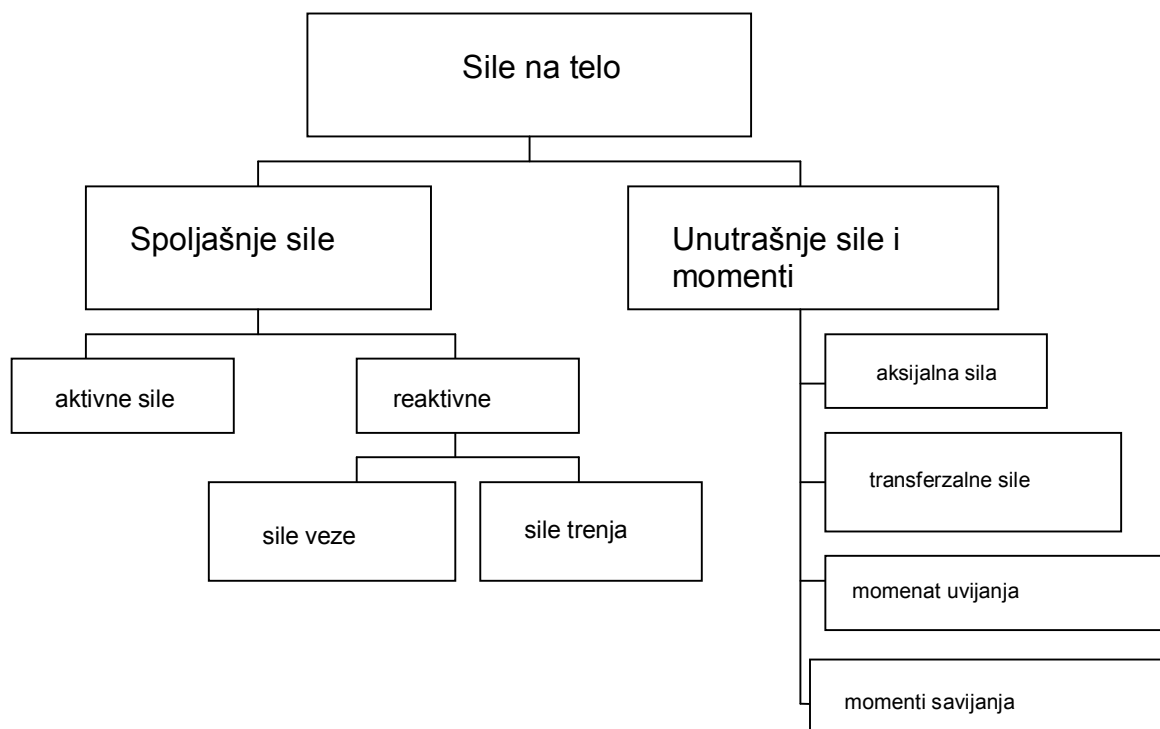 Sile na telo
Spoljašnje sile
Unutrašnje sile i
momenti
aktivne sile
reaktivne
sile veze
sile trenja
aksijalna sila
transferzalne sile
momenat uvijanja
momenti savijanja